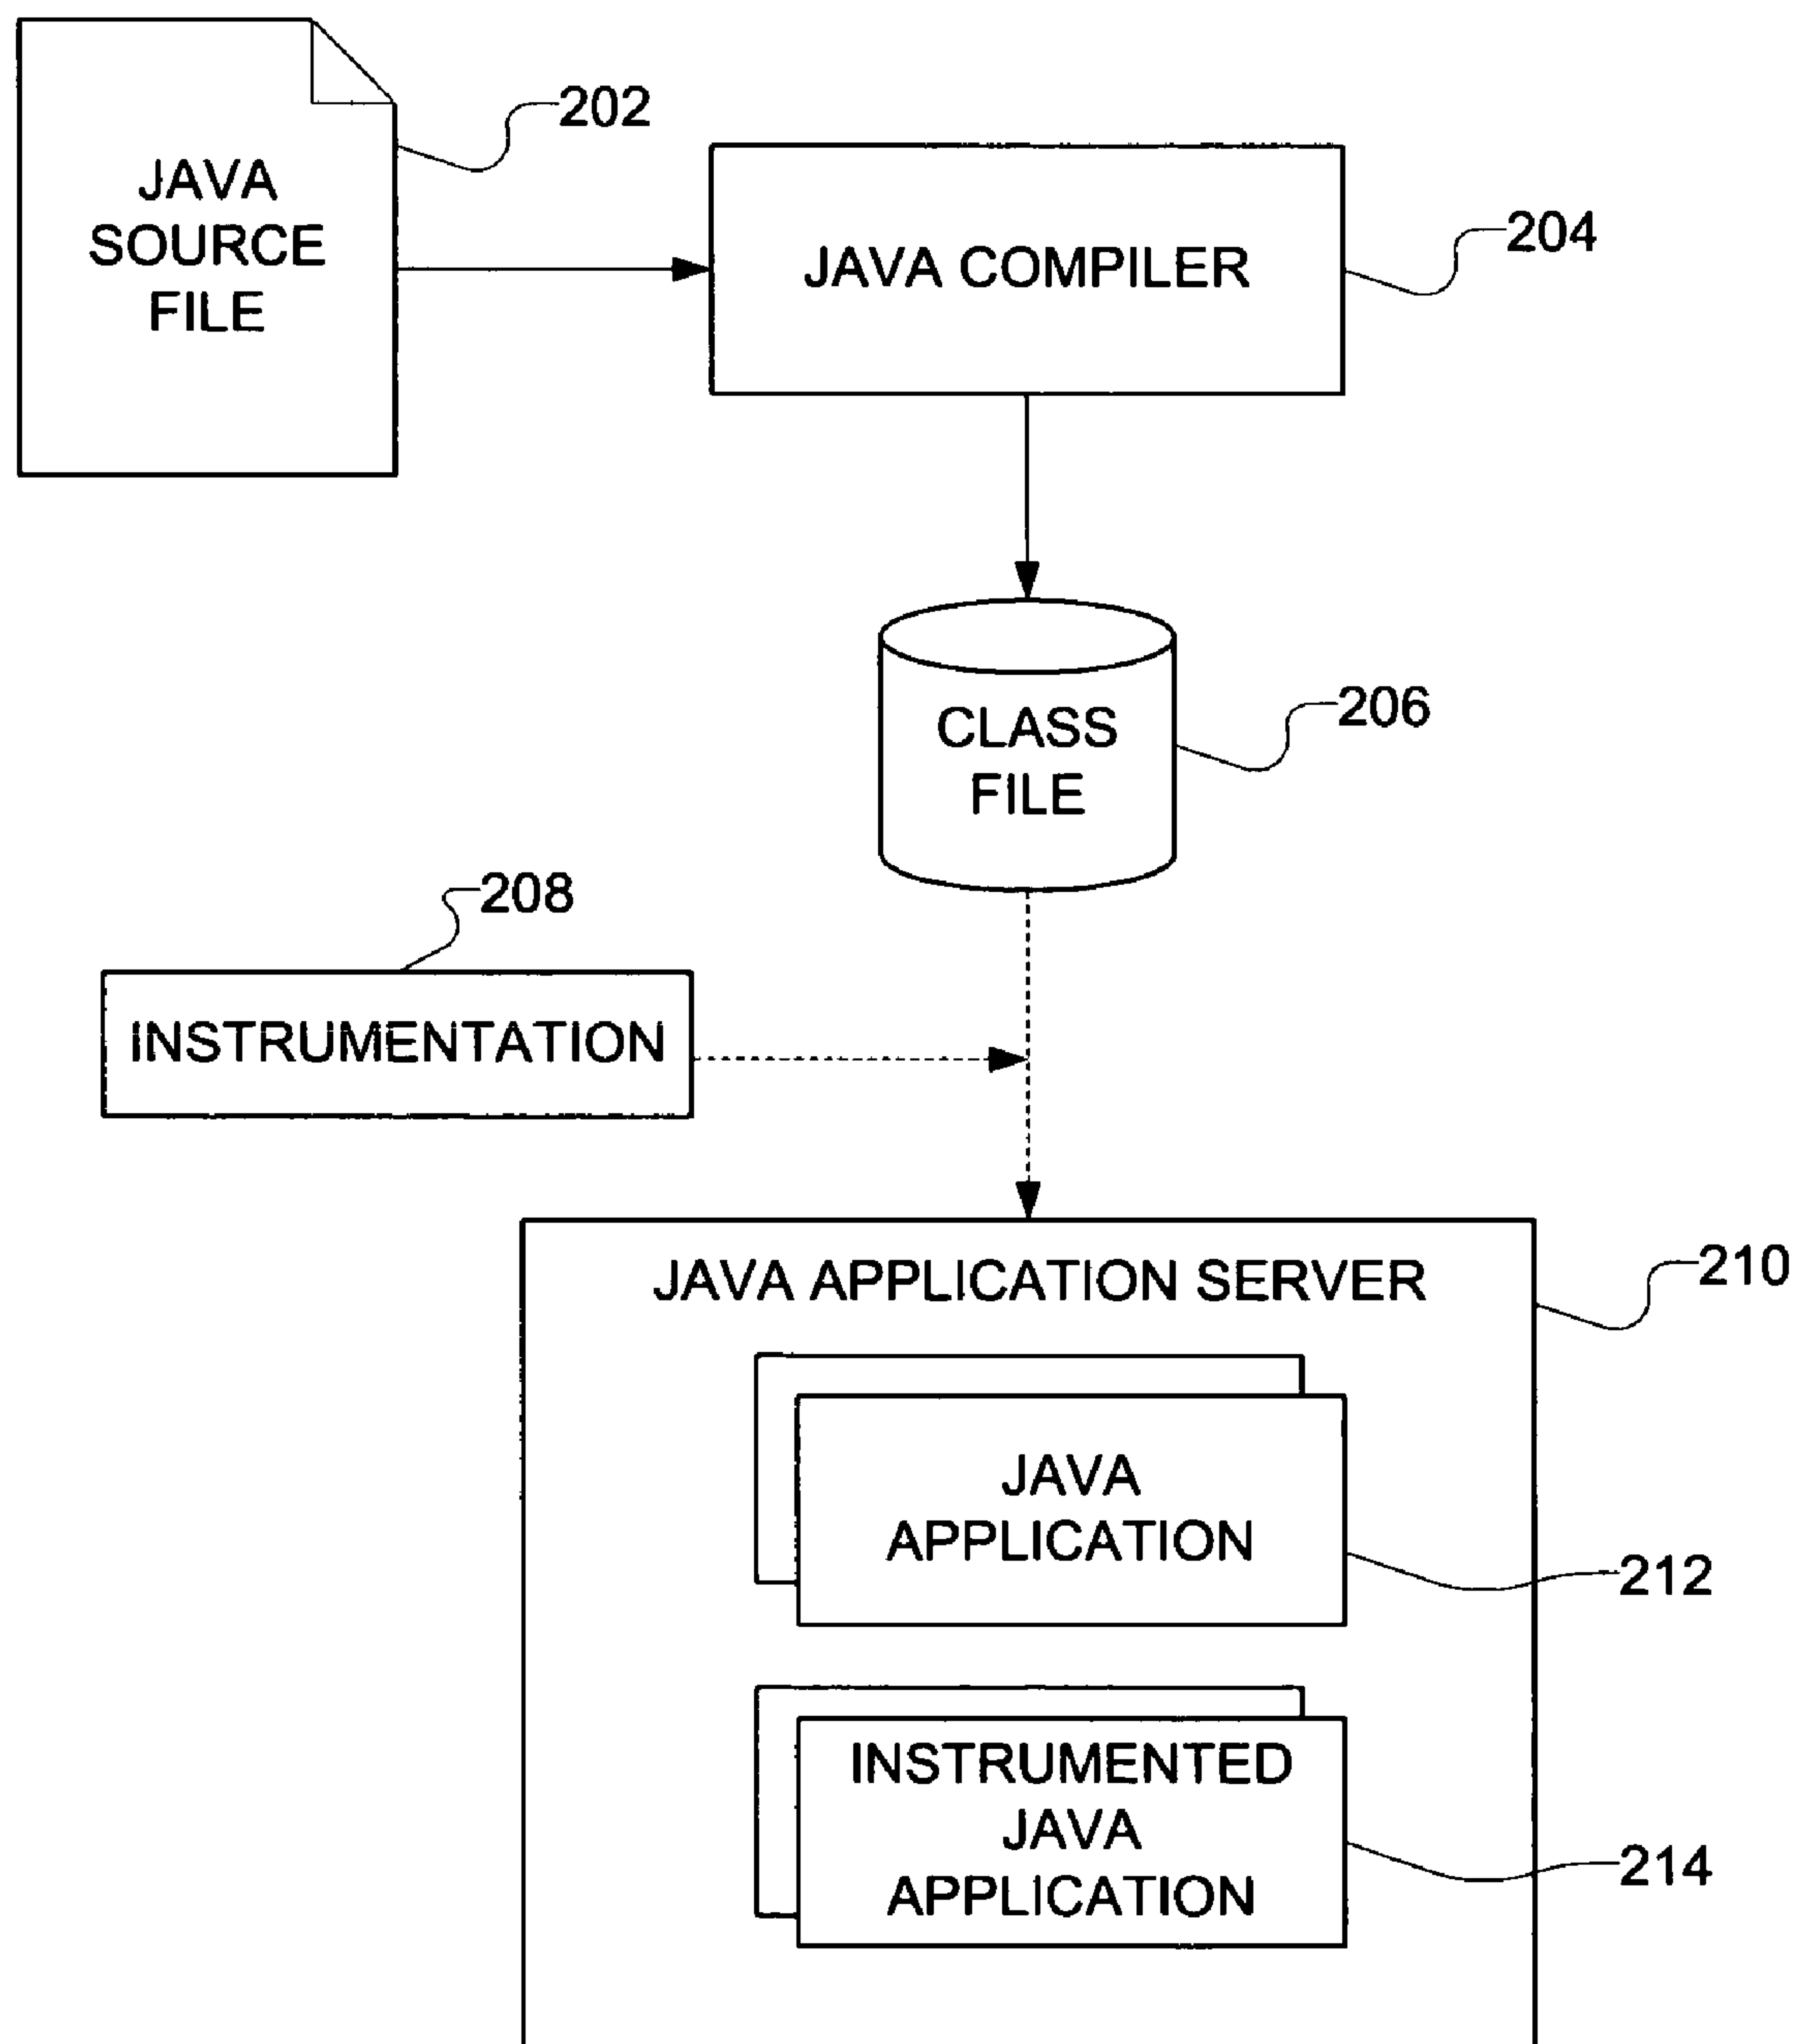 202
JAVA
SOURCE
FILE
JAVA COMPILER
204
CLASS
FILE
206
208
INSTRUMENTATION
JAVA APPLICATION SERVER
210
JAVA
APPLICATION
212
INSTRUMENTED
JAVA
APPLICATION
214